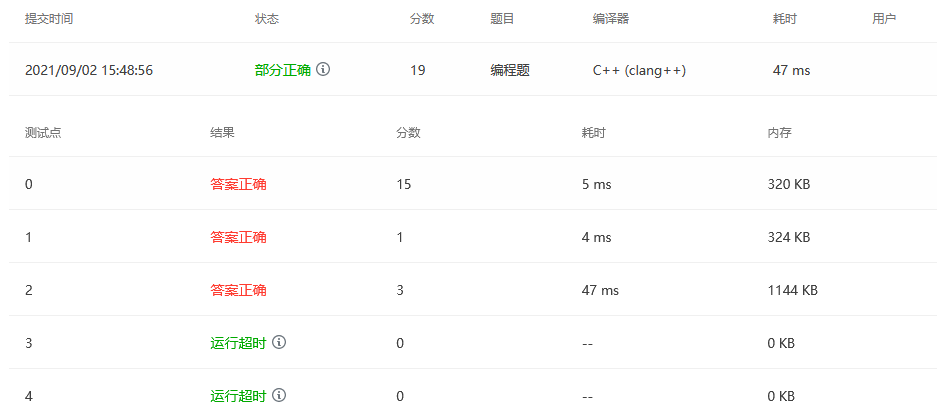 提交时间 状态 分数 题目 编译器 耗时 用户
2021/09/02 15:48:56 部分正确 19 编程题 C++ (clang++) 47 ms
测试点 结果 分数 耗时 内存
0 答案正确 15 5 ms 320 KB
1 答案正确 1 4 ms 324 KB
2 答案正确 3 47 ms 1144 KB
3 运行超时 0 -- 0 KB
4 运行超时 0 -- 0 KB